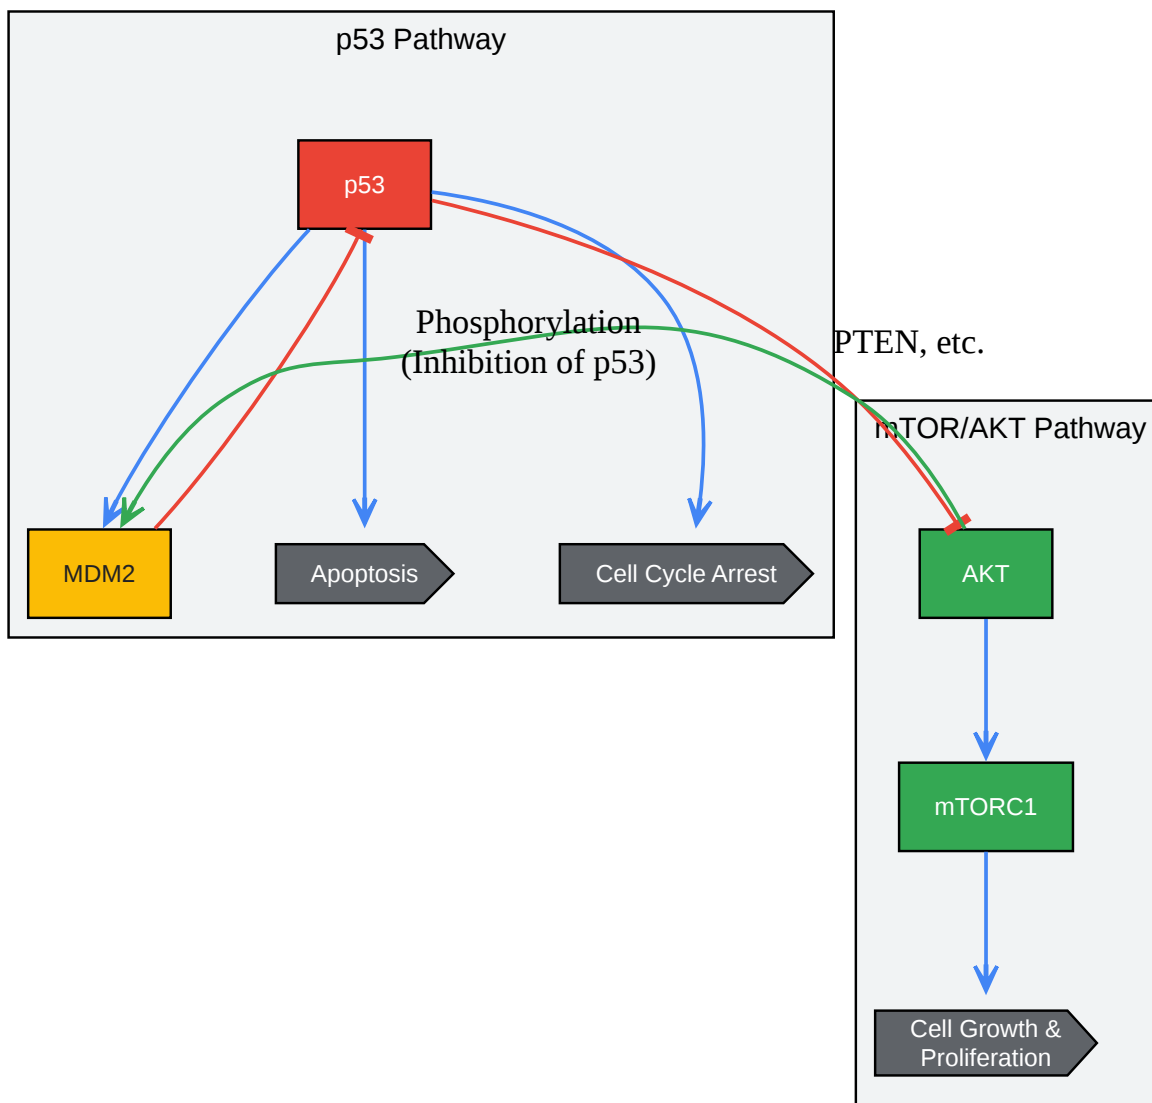 p53 Pathway
p53
Phosphorylation
(Inhibition of p53)
PTEN, etc.
mTOR/AKT Pathway
MDM2
Apoptosis
Cell Cycle Arrest
AKT
mTORC1
Cell Growth &
Proliferation